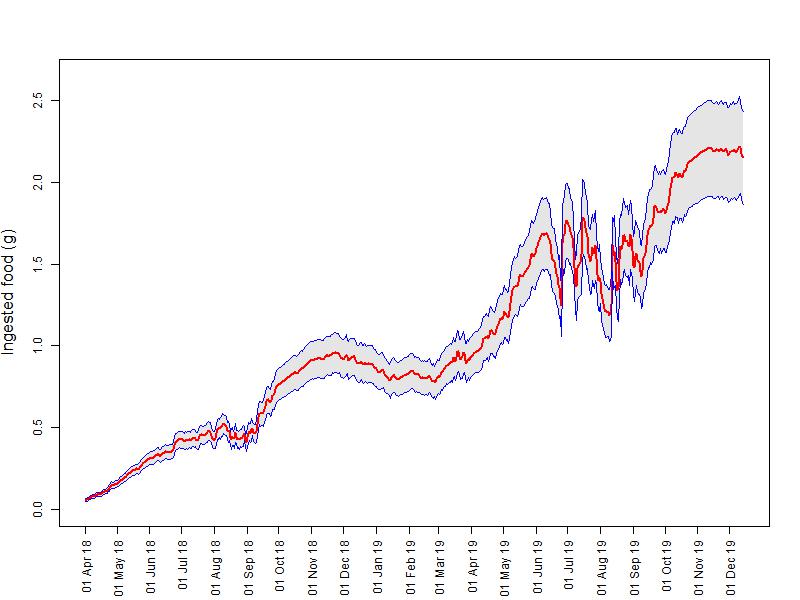 Ingested food (g)
2.5
2.0
1.5
1.0
0.5
0.0
01 Apr 18
01 May 18
01 Jun 18
01 Jul 18
01 Aug 18
01 Sep 18
01 Oct 18
01 Nov 18
01 Dec 18
01 Jan 19
01 Feb 19
01 Mar 19
01 Apr 19
01 May 19
01 Jun 19
01 Jul 19
01 Aug 19
01 Sep 19
01 Oct 19
01 Nov 19
01 Dec 19